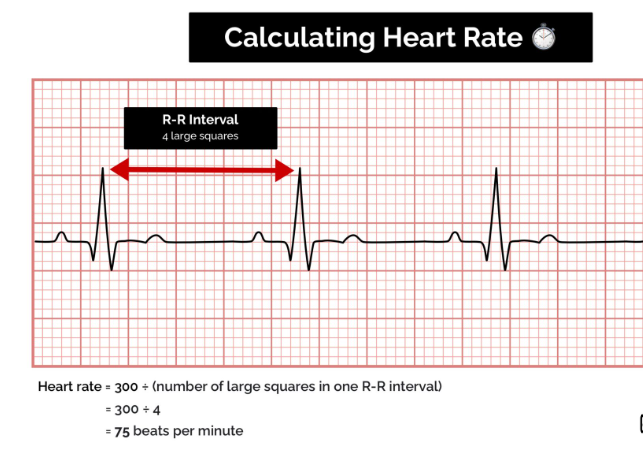 Calculating Heart Rate
R-R Interval
4 large squares
Heart rate = 300 ÷ (number of large squares in one R-R interval)
= 300 ÷ 4
= 75 beats per minute